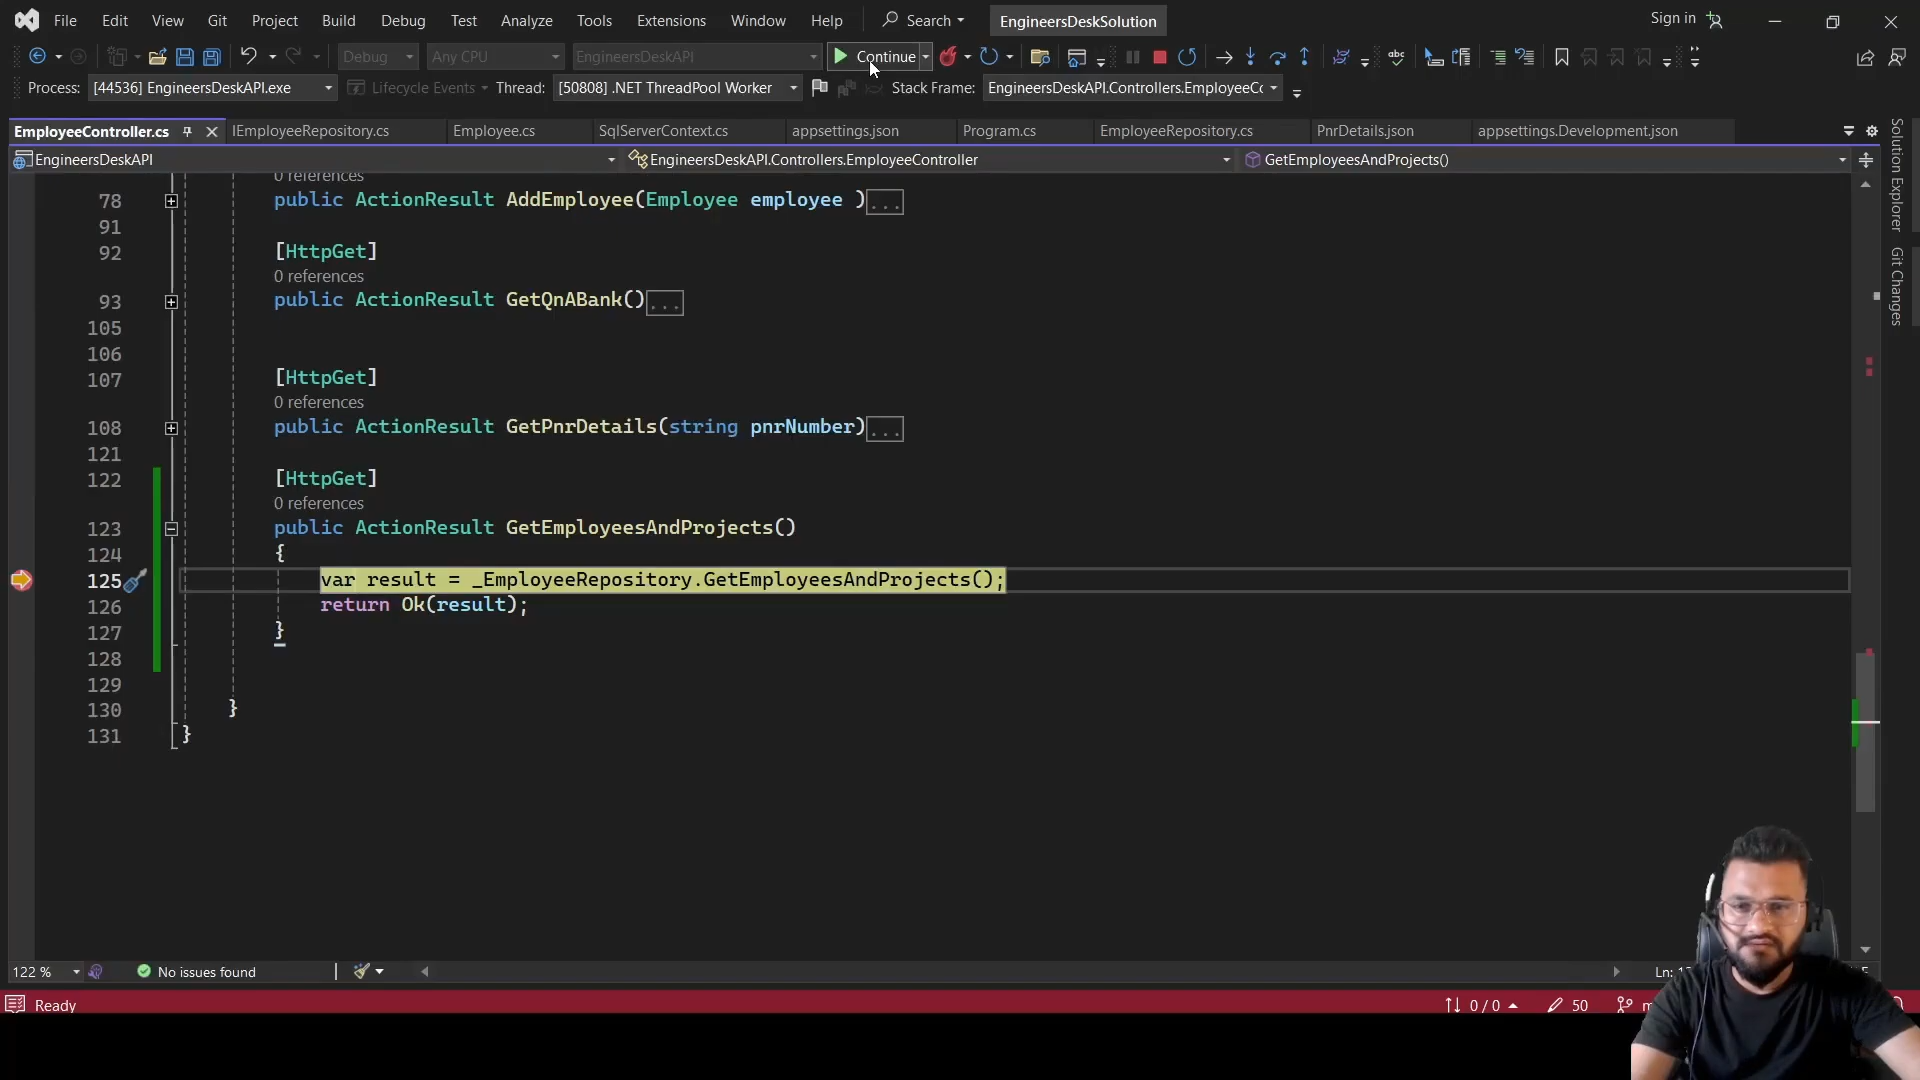 File Edit View Git Project Build Debug Test Analyze Tools Extensions Window Help Search EngineersDeskSolution Sign in
Debug Any CPU EngineersDeskAPI Continue
Process: [44536] EngineersDeskAPI.exe Lifecycle Events Thread: [50808] .NET ThreadPool Worker Stack Frame: EngineersDeskAPI.Controllers.EmployeeCo
EmployeeController.cs IEmployeeRepository.cs Employee.cs SqlServerContext.cs appsettings.json Program.cs EmployeeRepository.cs PnrDetails.json appsettings.Development.json
EngineersDeskAPI EngineersDeskAPI.Controllers.EmployeeController GetEmployeesAndProjects()
Solution Explorer
Git Changes
0 references
78 public ActionResult AddEmployee(Employee employee )...
91
92 [HttpGet]
0 references
93 public ActionResult GetQnABank()...
105
106
107 [HttpGet]
0 references
108 public ActionResult GetPnrDetails(string pnrNumber)...
121
122 [HttpGet]
0 references
123 public ActionResult GetEmployeesAndProjects()
124 {
125 var result = _EmployeeRepository.GetEmployeesAndProjects();
126 return Ok(result);
127 }
128
129
130 }
131 }
122 % No issues found Ln:
Ready 0 / 0 50